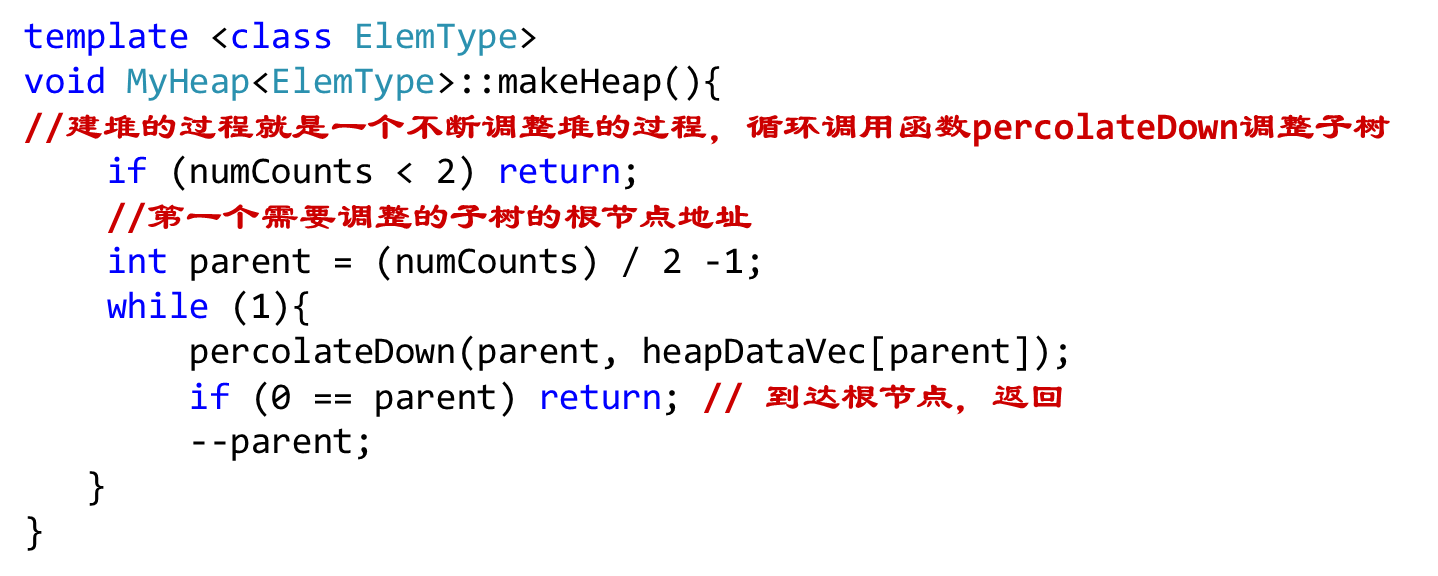 template <class ElemType>
void MyHeap<ElemType>::makeHeap(){
//建堆的过程就是一个不断调整堆的过程，循环调用函数percolateDown调整子树
    if (numCounts < 2) return;
    //第一个需要调整的子树的根节点地址
    int parent = (numCounts) / 2 -1;
    while (1){
        percolateDown(parent, heapDataVec[parent]);
        if (0 == parent) return; // 到达根节点，返回
        --parent;
   }
}